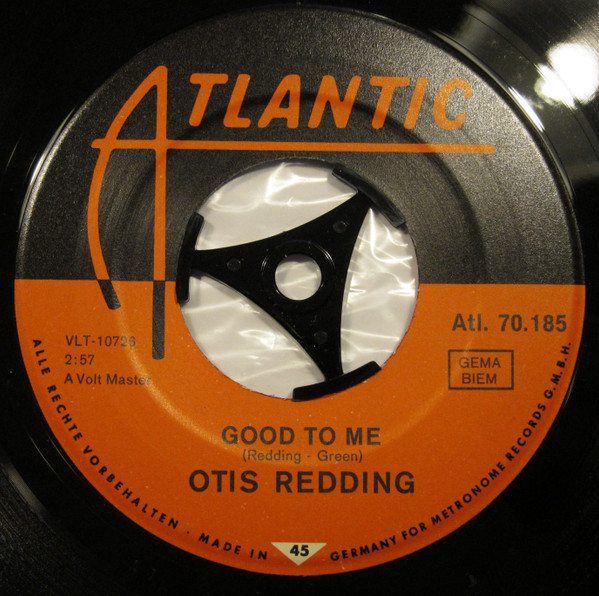 ATLANTIC
VLT-10726
2:57
A Volt Master
Atl. 70.185
GEMA
BIEM
GOOD TO ME
(Redding - Green)
OTIS REDDING
ALLE RECHTE VORBEHALTEN · MADE IN 45 GERMANY FOR METRONOME RECORDS G.M.B.H.